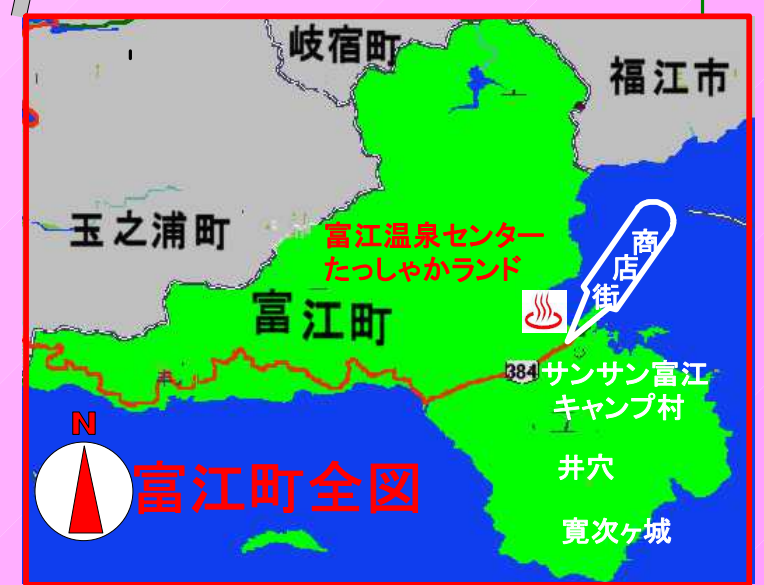 岐宿町
福江市
玉之浦町
富江温泉センター
たっしゃかランド
商店街
富江町
384
サンサン富江
キャンプ村
N
富江町全図
井穴
寛次ヶ城